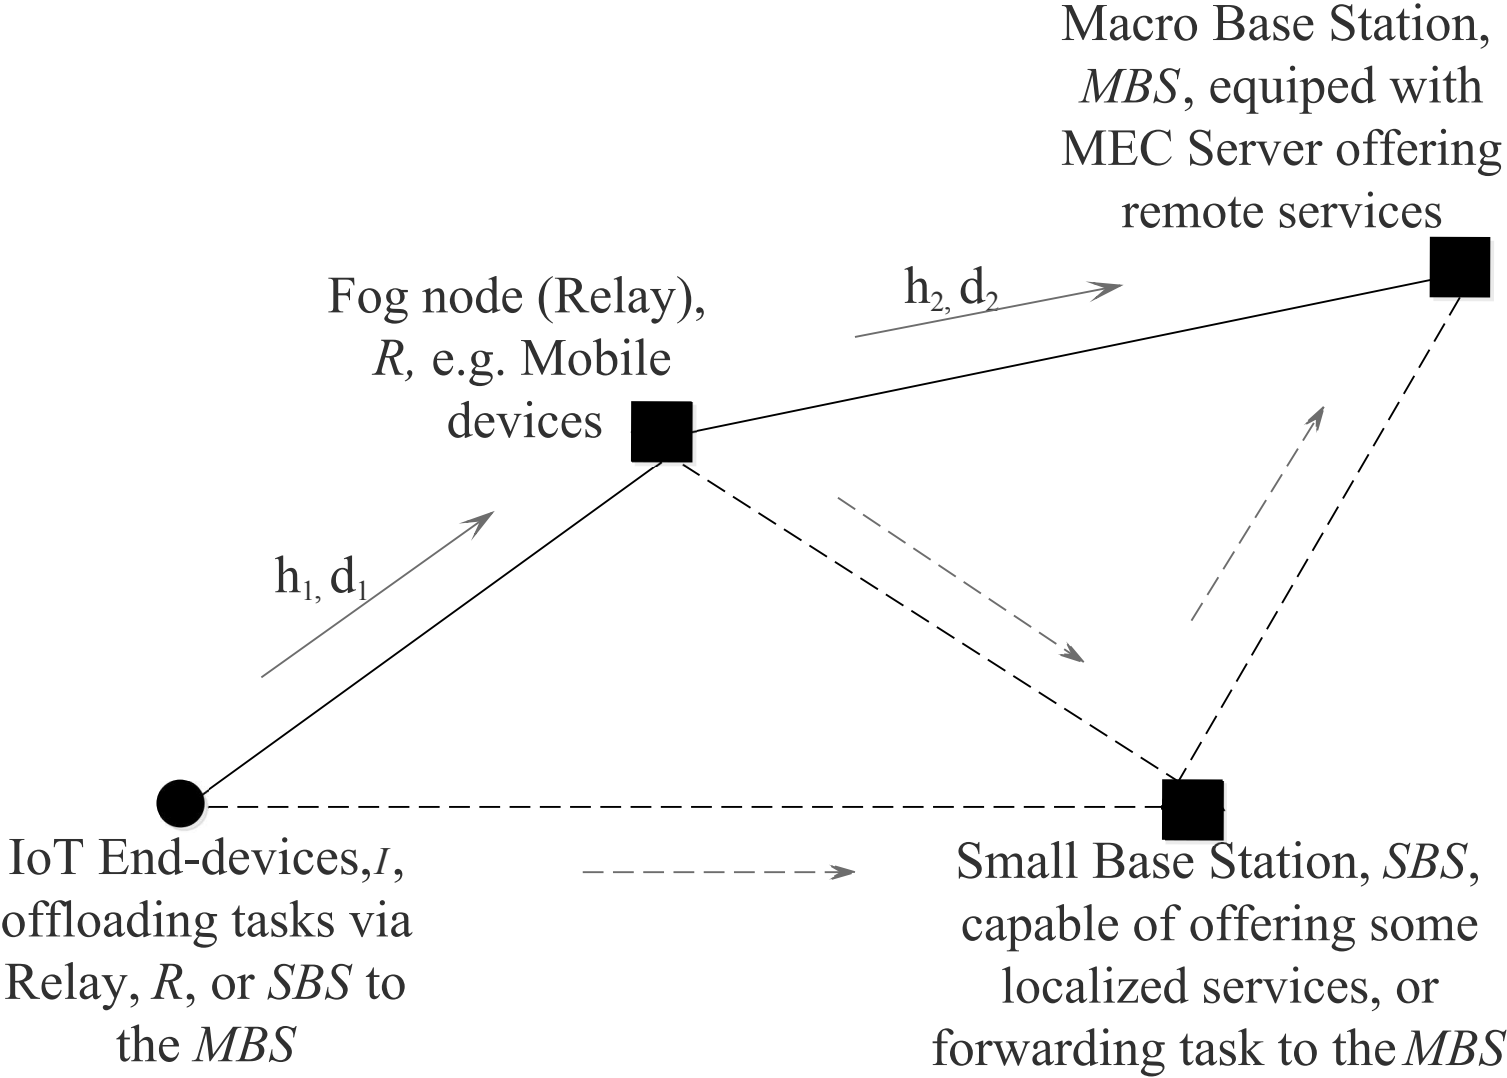 Macro Base Station,
MBS, equiped with
MEC Server offering
remote services
Fog node (Relay),
R, e.g. Mobile
devices
h2, d2
h1, d1
IoT End-devices,I,
offloading tasks via
Relay, R, or SBS to
the MBS
Small Base Station, SBS,
capable of offering some
localized services, or
forwarding task to the MBS